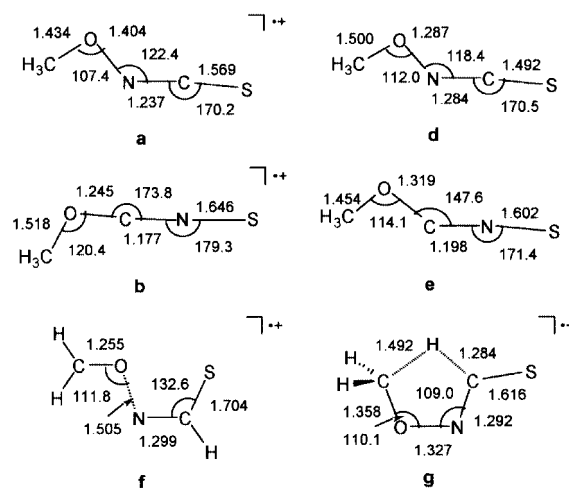 1.434 O 1.404 ]•+
122.4 1.569
H₃C 107.4 N C S
1.237 170.2
a
1.500 O 1.287
118.4 1.492
H₃C 112.0 N C S
1.284 170.5
d
]•+
1.245 173.8 1.646
1.518 O C N S
H₃C 120.4 1.177 179.3
b
1.319
1.454 O 147.6 1.602
H₃C 114.1 C N S
1.198 171.4
e
]•+
H 1.255 S
C O 132.6
H 111.8 1.704
1.505 N C
1.299 H
f
]•
1.492 H 1.284
H C C S
H 109.0 1.616
1.358 1.292
110.1 O N
1.327
g